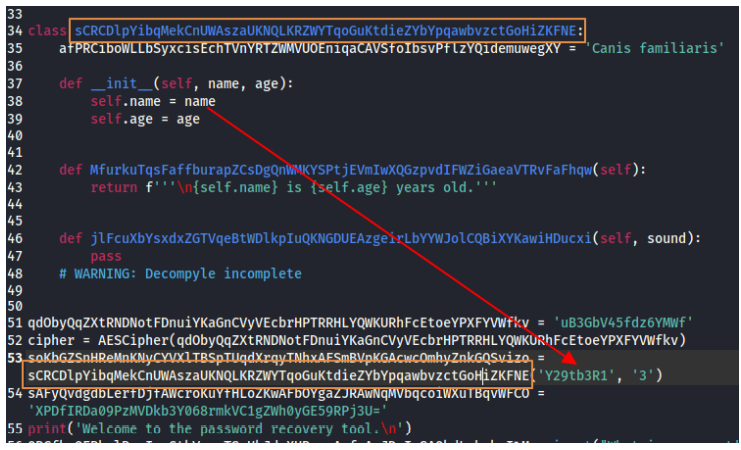 33
34 class sCRCDlpYibqMekCnUWAszaUKNQLKRZWYTqoGuKtdieZYbYpqawbvzctGoHiZKFNE:
35 afPRCiboWLLbSyxcisEchTVnYRTZWMVUOEniqaCAVSfoIbsvPflzYQidemuwegXY = 'Canis familiaris'
36
37 def __init__(self, name, age):
38 self.name = name
39 self.age = age
40
41
42 def MfurkuTqsFaffburapZCsDgQnWMKYSPtjEVmIwXQGzpvdIFWZiGaeaVTRvFaFhqw(self):
43 return f'''\n{self.name} is {self.age} years old.'''
44
45
46 def jlFcuXbYsxdxZGTVqeBtWDlkpIuQKNGDUEAzgeirLbYYWJolCQBiXYKawiHDucxi(self, sound):
47 pass
48 # WARNING: Decompyle incomplete
49
50
51 qdObyQqZXtRNDNotFDnuiYKaGnCVyVEcbrHPTRRHLYQWKURhFcEtoeYPXFYVWfkv = 'uB3GbV45fdz6YMWf'
52 cipher = AESCipher(qdObyQqZXtRNDNotFDnuiYKaGnCVyVEcbrHPTRRHLYQWKURhFcEtoeYPXFYVWfkv)
53 soKbGZSnHReMnKNyCYVXlTBSpTUqdXrqyTNbxAFSmBVpKGAcwcOmhyZnkGQSvizo =
sCRCDlpYibqMekCnUWAszaUKNQLKRZWYTqoGuKtdieZYbYpqawbvzctGoHiZKFNE('Y29tb3R1', '3')
54 sAFyQvdgbLerfDjfAWcroKuYfHLoZKwAFbOYgaZJRAwNqMVbqcoiWXuTBqvWFCO =
'XPDfIRDa09PzMVDkb3Y068rmkVC1gZWh0yGE59RPj3U='
55 print('Welcome to the password recovery tool.\n')